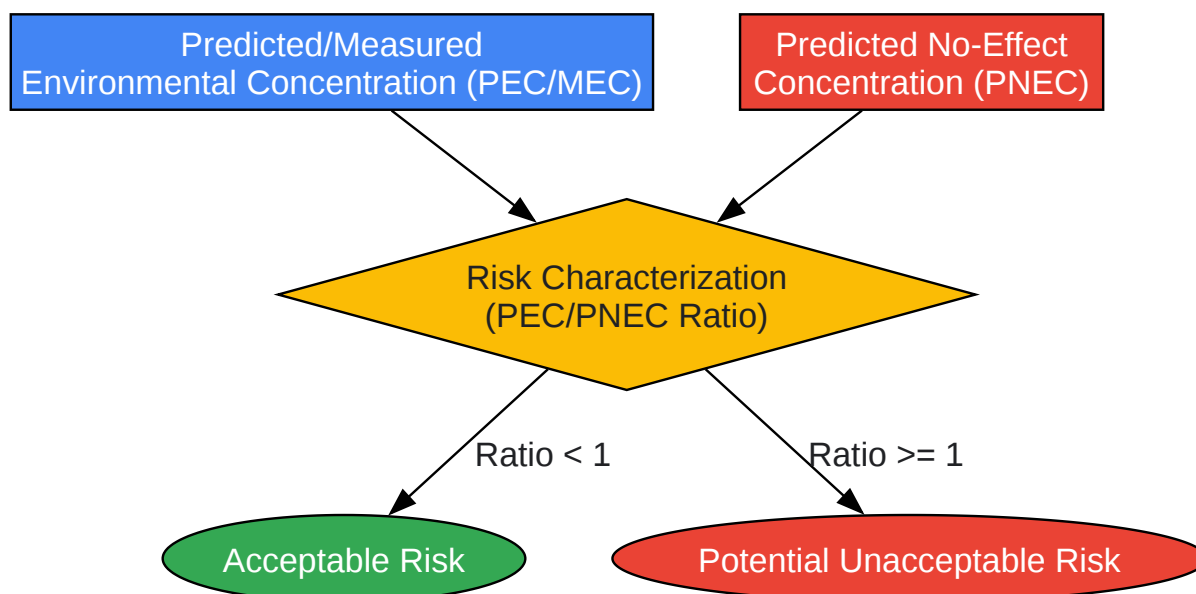 Predicted/Measured
Environmental Concentration (PEC/MEC)
Predicted No-Effect
Concentration (PNEC)
Risk Characterization
(PEC/PNEC Ratio)
Ratio < 1
Ratio >= 1
Acceptable Risk
Potential Unacceptable Risk